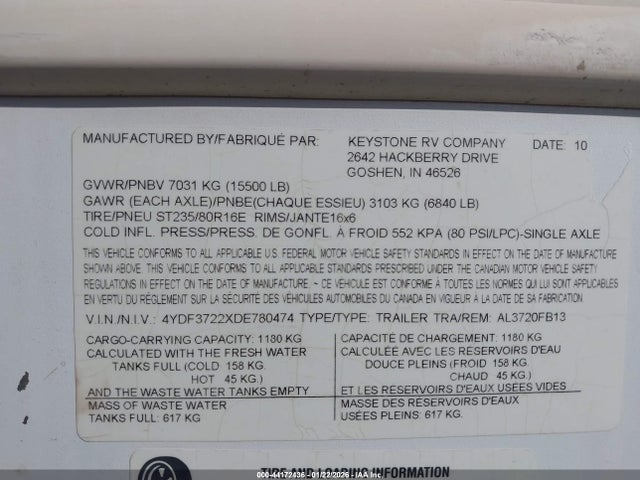 MANUFACTURED BY/FABRIQUÉ PAR: KEYSTONE RV COMPANY DATE: 10
2642 HACKBERRY DRIVE
GOSHEN, IN 46526
GVWR/PNBV 7031 KG (15500 LB)
GAWR (EACH AXLE)/PNBE(CHAQUE ESSIEU) 3103 KG (6840 LB)
TIRE/PNEU ST235/80R16E RIMS/JANTE16x6
COLD INFL. PRESS/PRESS. DE GONFL. À FROID 552 KPA (80 PSI/LPC)-SINGLE AXLE
THIS VEHICLE CONFORMS TO ALL APPLICABLE U.S. FEDERAL MOTOR VEHICLE SAFETY STANDARDS IN EFFECT ON THE DATE OF MANUFACTURE
SHOWN ABOVE. THIS VEHICLE CONFORMS TO ALL APPLICABLE STANDARDS PRESCRIBED UNDER THE CANADIAN MOTOR VEHICLE SAFETY
REGULATIONS IN EFFECT ON THE DATE OF MANUFACTURE. ~ CE VÉHICULE EST CONFORME À TOUTES LES NORMES QUI LUI SONT APPLICABLES
EN VERTU DU RÈGLEMENT SUR LA SÉCURITÉ DES VÉHICULES AUTOMOBILES DU CANADA EN VIGUEUR À LA DATE DE SA FABRICATION
V.I.N./N.I.V.: 4YDF3722XDE780474 TYPE/TYPE: TRAILER TRA/REM: AL3720FB13
CARGO-CARRYING CAPACITY: 1180 KG
CALCULATED WITH THE FRESH WATER
TANKS FULL (COLD 158 KG.
HOT 45 KG.)
AND THE WASTE WATER TANKS EMPTY
MASS OF WASTE WATER
TANKS FULL: 617 KG
CAPACITÉ DE CHARGEMENT: 1180 KG
CALCULÉE AVEC LES RESERVOIRS D'EAU
DOUCE PLEINS (FROID 158 KG.
CHAUD 45 KG.)
ET LES RESERVOIRS D'EAUX USÉES VIDES
MASSE DES RESERVOIRS D'EAUX
USÉES PLEINS: 617 KG.
TIRE AND LOADING INFORMATION
000-44172436 - 01/22/2026 - IAA Inc.